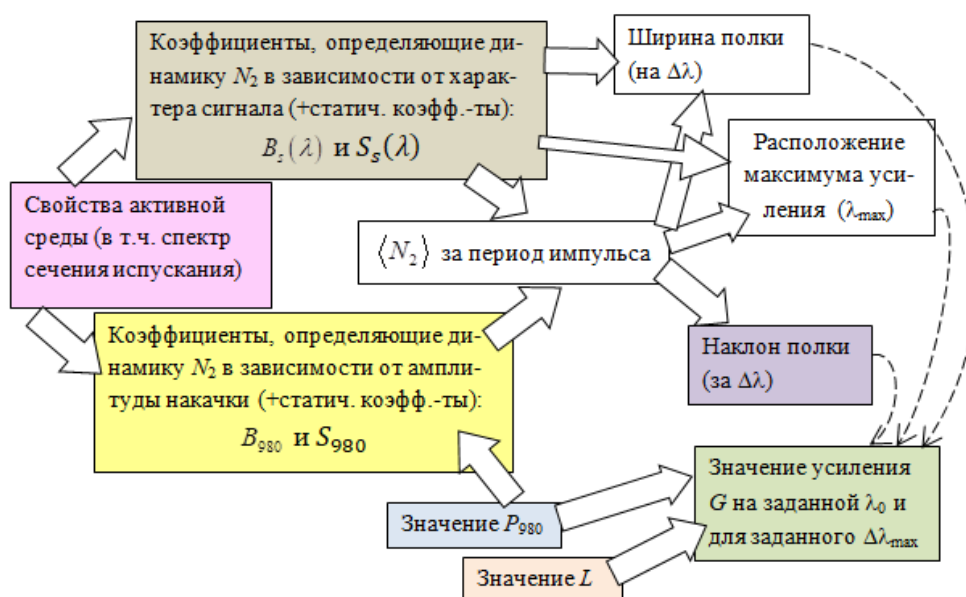 Коэффициенты, определяющие ди-
намику N₂ в зависимости от харак-
тера сигнала (+статич. коэфф.-ты):
Bₛ(λ) и Sₛ(λ)
Ширина полки
(на Δλ)
Расположение
максимума уси-
ления (λmax)
Свойства активной
среды (в т.ч. спектр
сечения испускания)
⟨N₂⟩ за период импульса
Коэффициенты, определяющие ди-
намику N₂ в зависимости от ампли-
туды накачки (+статич. коэфф.-ты):
B₉₈₀ и S₉₈₀
Наклон полки
(за Δλ)
Значение усиления
G на заданной λ₀ и
для заданного Δλmax
Значение P₉₈₀
Значение L